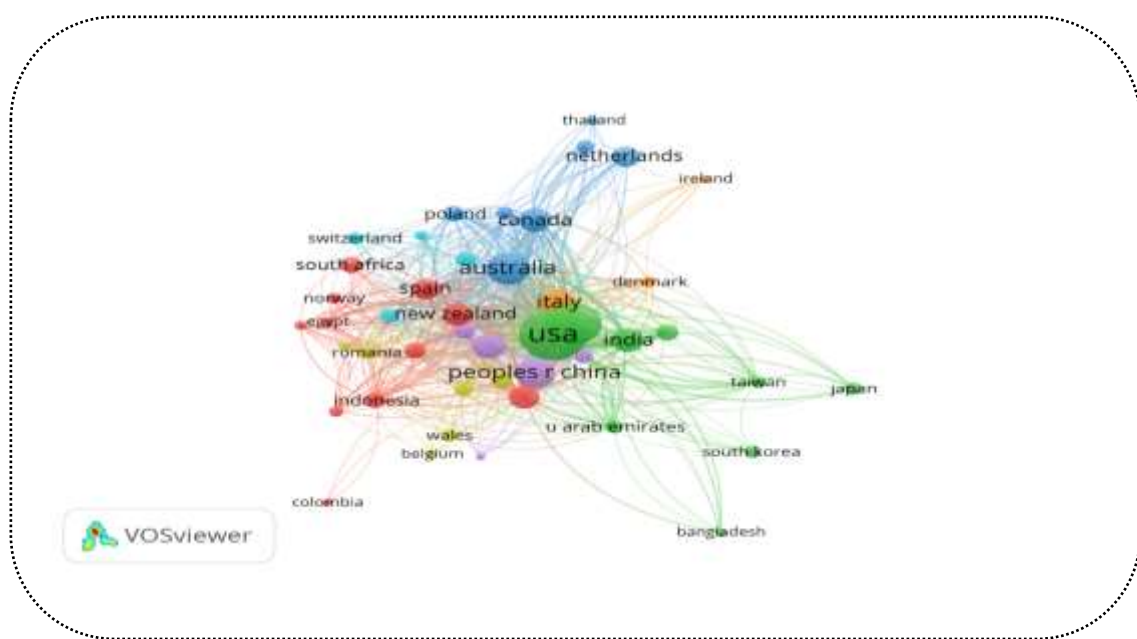 thailand
netherlands
ireland
poland
canada
switzerland
south africa
australia
denmark
spain
norway
italy
new zealand
egypt
usa
india
romania
peoples r china
taiwan
japan
indonesia
u arab emirates
wales
belgium
south korea
colombia
bangladesh
VOSviewer